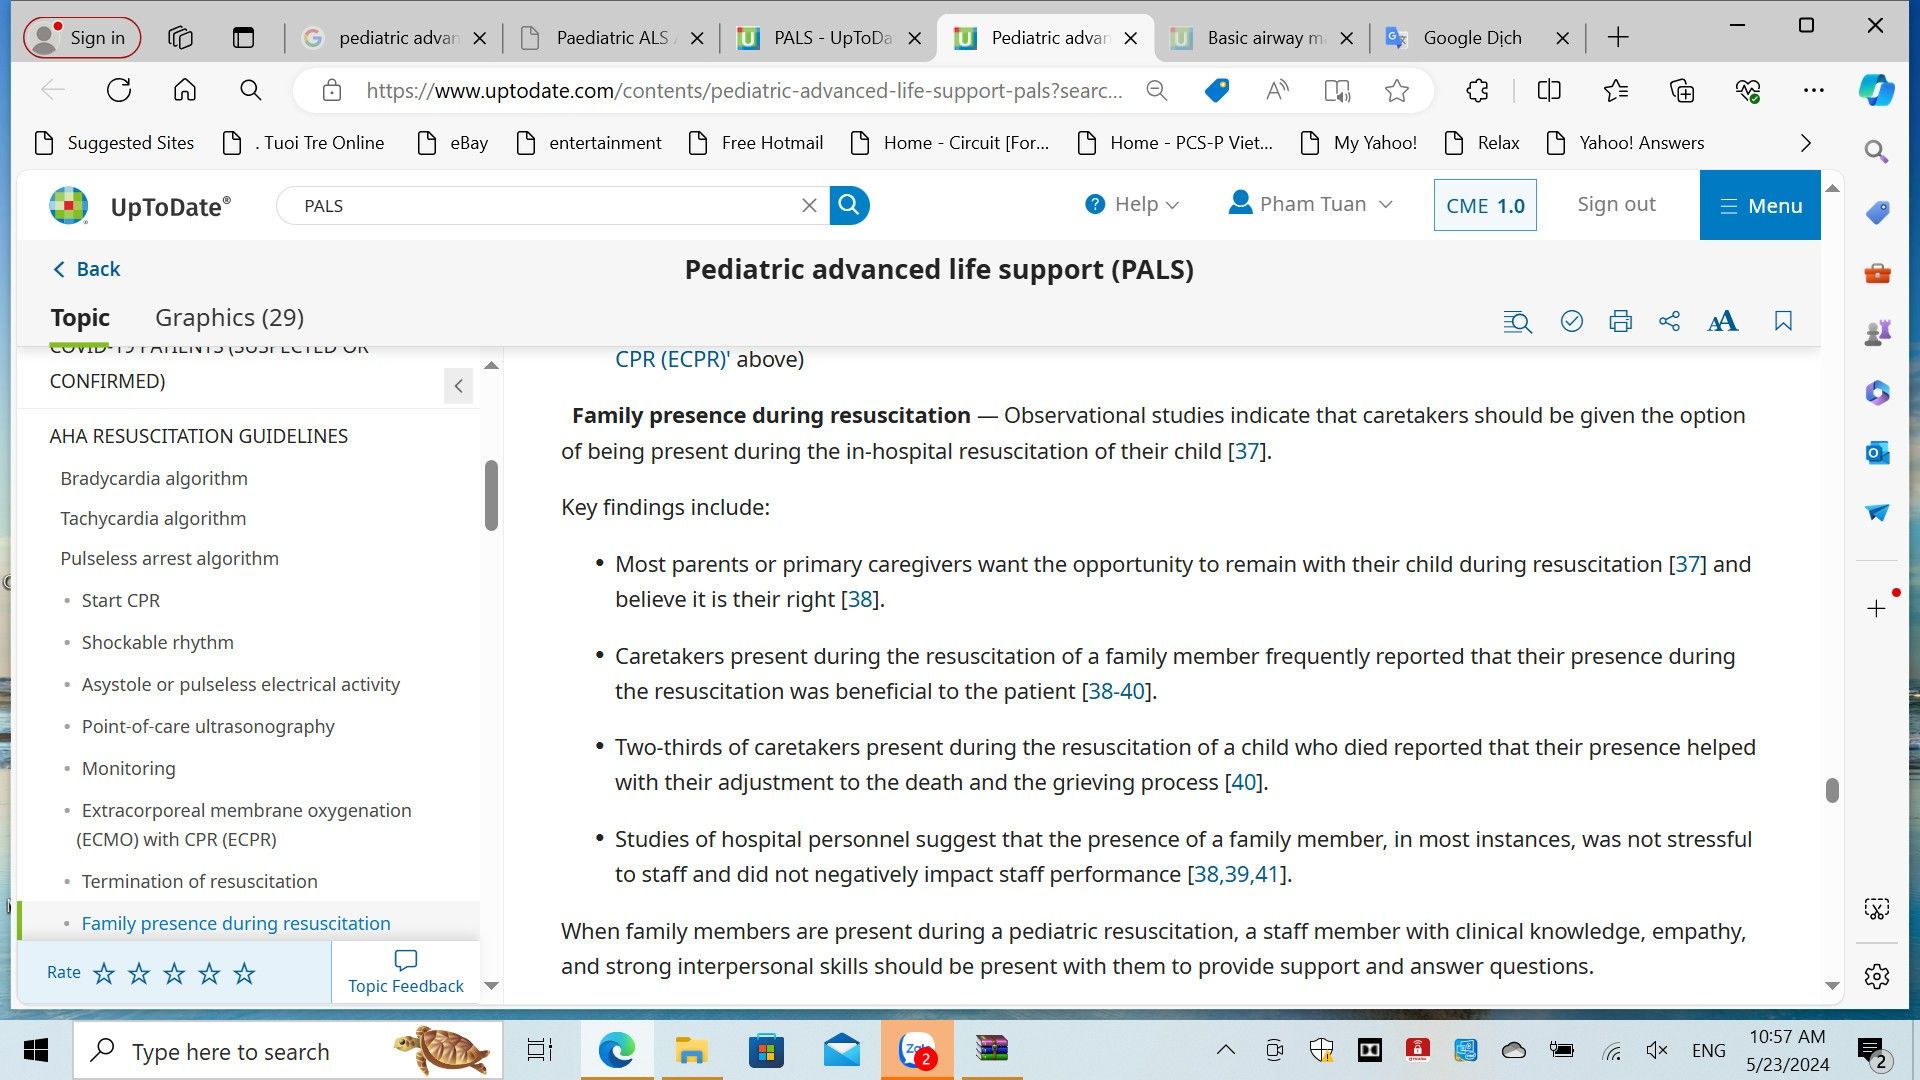 Sign in
pediatric advan
Paediatric ALS
PALS - UpToDa
Pediatric advan
Basic airway m
Google Dịch
https://www.uptodate.com/contents/pediatric-advanced-life-support-pals?searc...
Suggested Sites
. Tuoi Tre Online
eBay
entertainment
Free Hotmail
Home - Circuit [For...
Home - PCS-P Viet...
My Yahoo!
Relax
Yahoo! Answers
UpToDate®
PALS
Help
Pham Tuan
CME 1.0
Sign out
Menu
Back
Pediatric advanced life support (PALS)
Topic
Graphics (29)
COVID-19 PATIENTS (SUSPECTED OR
CONFIRMED)
AHA RESUSCITATION GUIDELINES
Bradycardia algorithm
Tachycardia algorithm
Pulseless arrest algorithm
• Start CPR
• Shockable rhythm
• Asystole or pulseless electrical activity
• Point-of-care ultrasonography
• Monitoring
• Extracorporeal membrane oxygenation
(ECMO) with CPR (ECPR)
• Termination of resuscitation
• Family presence during resuscitation
Rate
Topic Feedback
CPR (ECPR)' above)
Family presence during resuscitation — Observational studies indicate that caretakers should be given the option
of being present during the in-hospital resuscitation of their child [37].
Key findings include:
• Most parents or primary caregivers want the opportunity to remain with their child during resuscitation [37] and
believe it is their right [38].
• Caretakers present during the resuscitation of a family member frequently reported that their presence during
the resuscitation was beneficial to the patient [38-40].
• Two-thirds of caretakers present during the resuscitation of a child who died reported that their presence helped
with their adjustment to the death and the grieving process [40].
• Studies of hospital personnel suggest that the presence of a family member, in most instances, was not stressful
to staff and did not negatively impact staff performance [38,39,41].
When family members are present during a pediatric resuscitation, a staff member with clinical knowledge, empathy,
and strong interpersonal skills should be present with them to provide support and answer questions.
Type here to search
2
ENG
10:57 AM
5/23/2024
2